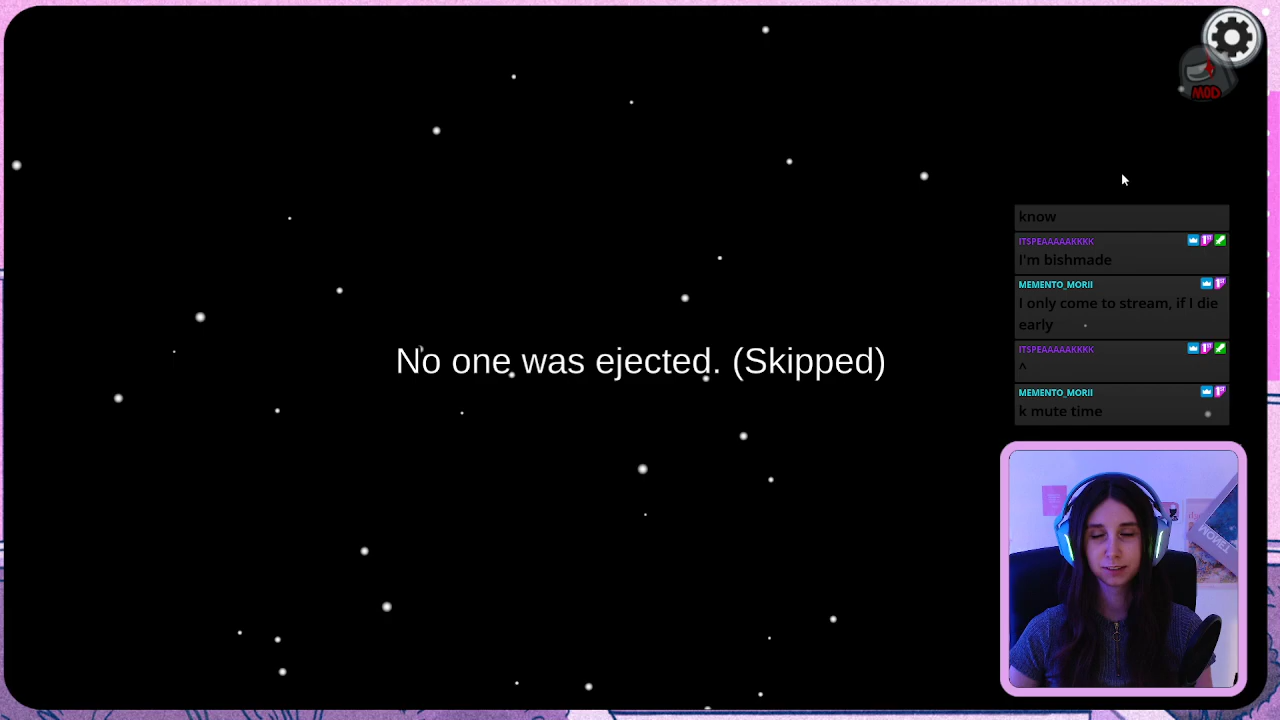 MOD
know
ITSPEAAAAAKKKK
I'm bishmade
MEMENTO_MORII
I only come to stream, if I die
early
ITSPEAAAAAKKKK
^
MEMENTO_MORII
k mute time
No one was ejected. (Skipped)